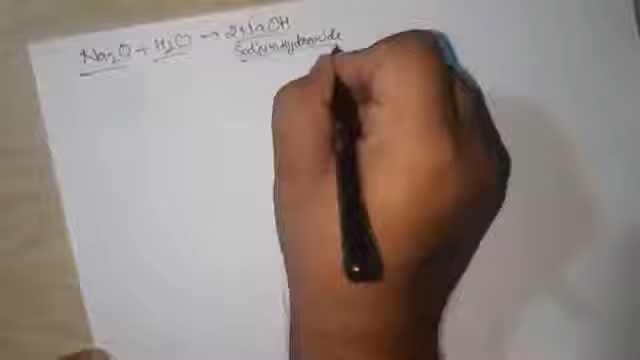 Na₂O + H₂O → 2NaOH
Sodium Hydroxide